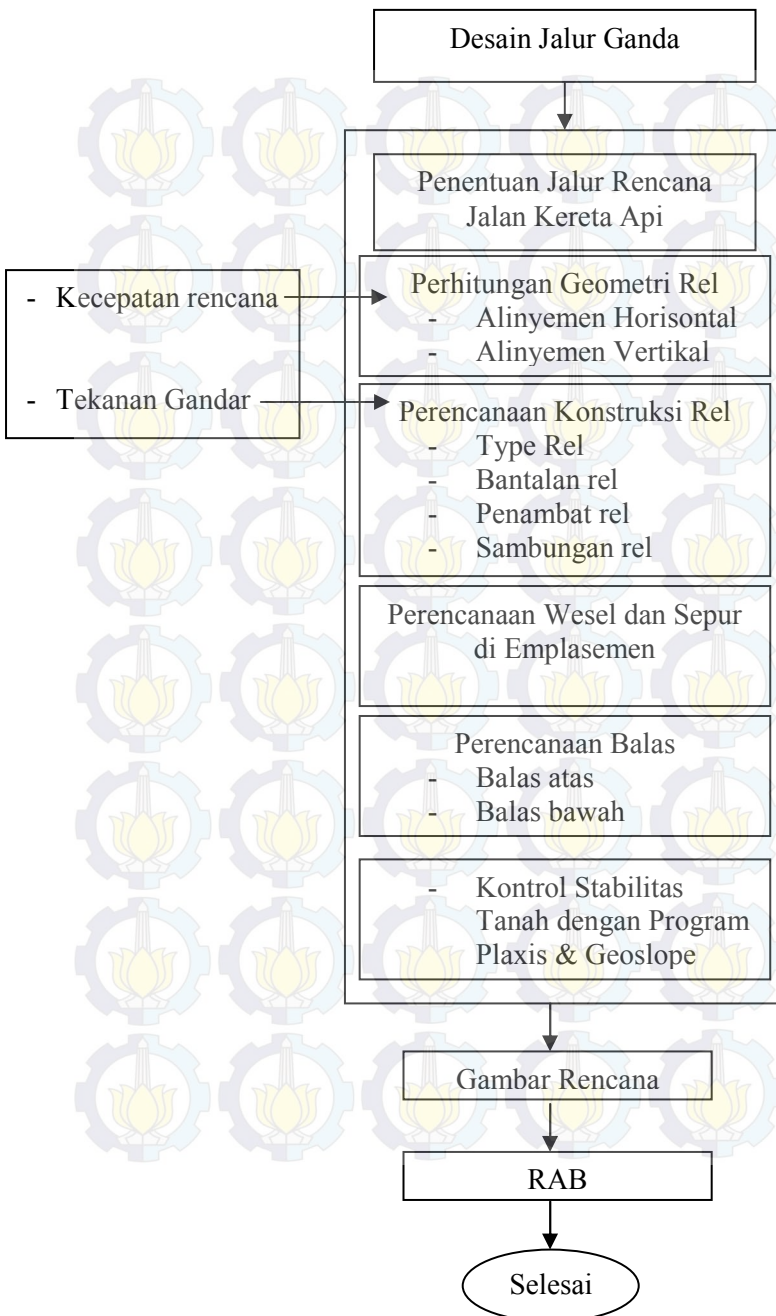 Desain Jalur Ganda
Penentuan Jalur Rencana
Jalan Kereta Api
- Kecepatan rencana
- Tekanan Gandar
Perhitungan Geometri Rel
- Alinyemen Horisontal
- Alinyemen Vertikal
Perencanaan Konstruksi Rel
- Type Rel
- Bantalan rel
- Penambat rel
- Sambungan rel
Perencanaan Wesel dan Sepur
di Emplasemen
Perencanaan Balas
- Balas atas
- Balas bawah
- Kontrol Stabilitas
Tanah dengan Program
Plaxis & Geoslope
Gambar Rencana
RAB
Selesai